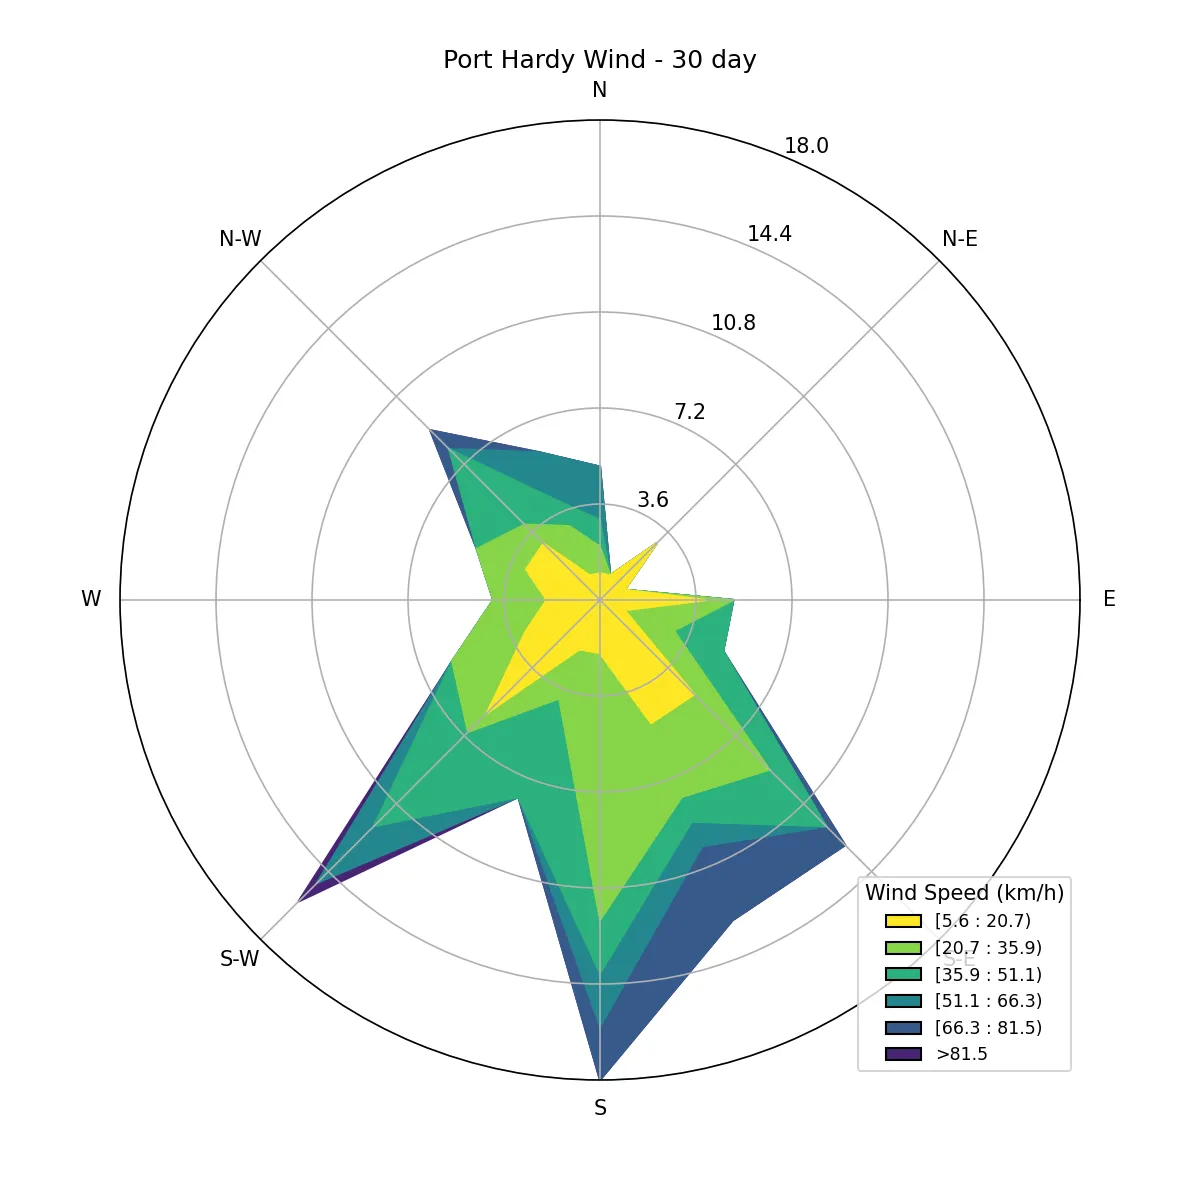 Port Hardy Wind - 30 day
N
18.0
14.4
N-W
N-E
10.8
7.2
3.6
W
E
S-W
S-E
S
Wind Speed (km/h)
[5.6 : 20.7)
[20.7 : 35.9)
[35.9 : 51.1)
[51.1 : 66.3)
[66.3 : 81.5)
>81.5